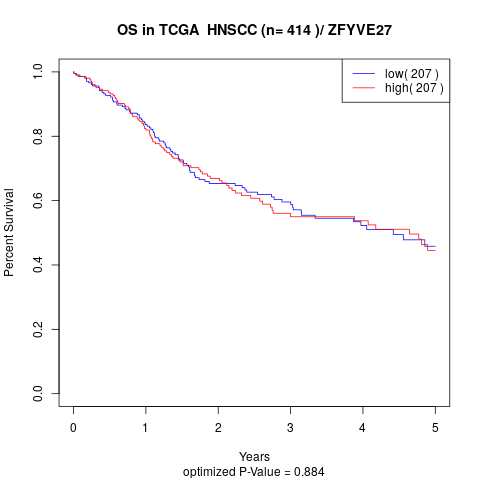 OS in TCGA  HNSCC (n= 414 )/ ZFYVE27
low( 207 )
high( 207 )
Percent Survival
1.0
0.8
0.6
0.4
0.2
0.0
0 1 2 3 4 5
Years
optimized P-Value = 0.884